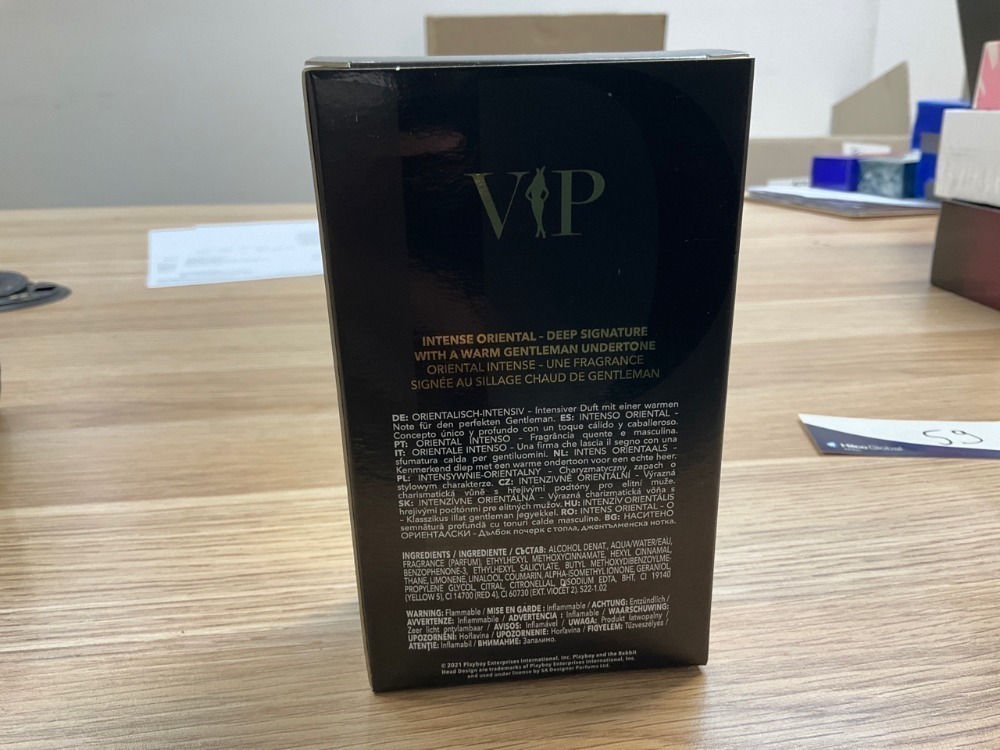 VIP
INTENSE ORIENTAL – DEEP SIGNATURE
WITH A WARM GENTLEMAN UNDERTONE
ORIENTAL INTENSE – UNE FRAGRANCE
SIGNÉE AU SILLAGE CHAUD DE GENTLEMAN
DE: ORIENTALISCH-INTENSIV – Intensiver Duft mit einer warmen
Note für den perfekten Gentleman. ES: INTENSO ORIENTAL –
Concepto único y profundo con un toque cálido y caballeroso.
PT: ORIENTAL INTENSO – Fragrância quente e masculina.
IT: ORIENTALE INTENSO – Una firma che lascia il segno con una
sfumatura calda per gentiluomini. NL: INTENS ORIENTAALS –
Kenmerkend diep met een warme ondertoon voor een echte heer.
PL: INTENSYWNIE-ORIENTALNY – Charyzmatyczny zapach o
stylowym charakterze. CZ: INTENZIVNĚ ORIENTÁLNÍ – Výrazná
charismatická vůně s hřejivými podtóny pro elitní muže.
SK: INTENZÍVNE ORIENTÁLNA – Výrazná charizmatická vôňa s
hrejivými podtónmi pre elitných mužov. HU: INTENZÍV ORIENTÁLIS
– Klasszikus illat gentleman jegyekkel. RO: INTENS ORIENTAL – O
semnătură profundă cu tonuri calde masculine. BG: НАСИТЕНО
ОРИЕНТАЛСКИ – Дълбок почерк с топла, джентълменска нотка.
INGREDIENTS / INGREDIENTE / СЪСТАВ: ALCOHOL DENAT., AQUA/WATER/EAU,
FRAGRANCE (PARFUM), ETHYLHEXYL METHOXYCINNAMATE, HEXYL CINNAMAL,
BENZOPHENONE-3, ETHYLHEXYL SALICYLATE, BUTYL METHOXYDIBENZOYLME-
THANE, LIMONENE, LINALOOL, COUMARIN, ALPHA-ISOMETHYL IONONE, GERANIOL,
PROPYLENE GLYCOL, CITRAL, CITRONELLAL, DISODIUM EDTA, BHT, CI 19140
(YELLOW 5), CI 14700 (RED 4), CI 60730 (EXT. VIOLET 2). S22-1.02
WARNING: Flammable / MISE EN GARDE : Inflammable / ACHTUNG: Entzündlich /
AVVERTENZE: Infiammabile / ADVERTENCIA : Inflamable / WAARSCHUWING:
Zeer licht ontvlambaar / AVISOS: Inflamável / UWAGA: Produkt łatwopalny /
UPOZORNĚNÍ: Hořlavina / UPOZORNENIE: Horľavina / FIGYELEM: Tűzveszélyes /
ATENŢIE: Inflamabil / ВНИМАНИЕ: Запалимо.
© 2021 Playboy Enterprises International, Inc. Playboy and the Rabbit
Head Design are trademarks of Playboy Enterprises International, Inc.
and used under license by SA Designer Parfums Ltd.
Global
59